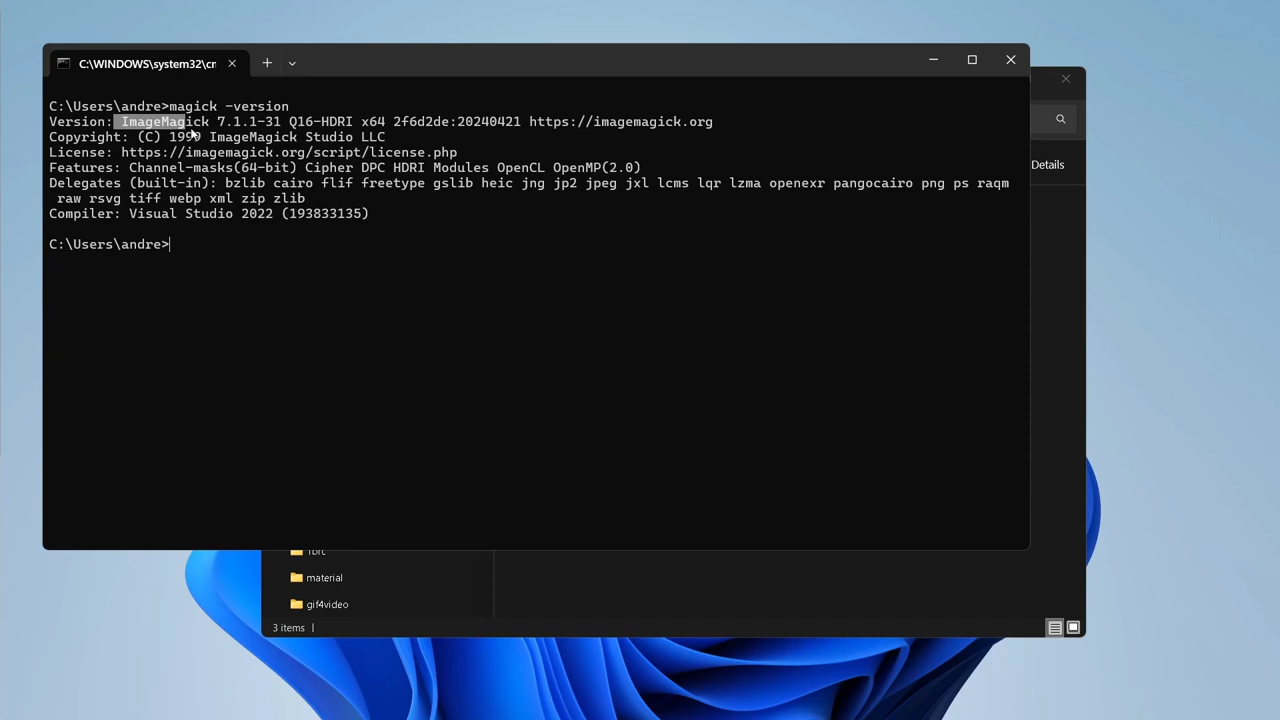 C:\WINDOWS\system32\cn
Details
C:\Users\andre>magick -version
Version: ImageMagick 7.1.1-31 Q16-HDRI x64 2f6d2de:20240421 https://imagemagick.org
Copyright: (C) 1999 ImageMagick Studio LLC
License: https://imagemagick.org/script/license.php
Features: Channel-masks(64-bit) Cipher DPC HDRI Modules OpenCL OpenMP(2.0)
Delegates (built-in): bzlib cairo flif freetype gslib heic jng jp2 jpeg jxl lcms lqr lzma openexr pangocairo png ps raqm
raw rsvg tiff webp xml zip zlib
Compiler: Visual Studio 2022 (193833135)
C:\Users\andre>
material
gif4video
3 items